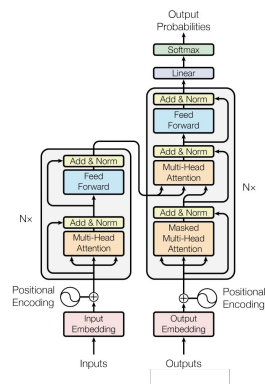 Output
Probabilities
Softmax
Linear
Add & Norm
Feed
Forward
Add & Norm
Multi-Head
Attention
Add & Norm
Masked
Multi-Head
Attention
N×
Positional
Encoding
Output
Embedding
Outputs
(shifted right)
Add & Norm
Feed
Forward
Add & Norm
Multi-Head
Attention
N×
Positional
Encoding
Input
Embedding
Inputs